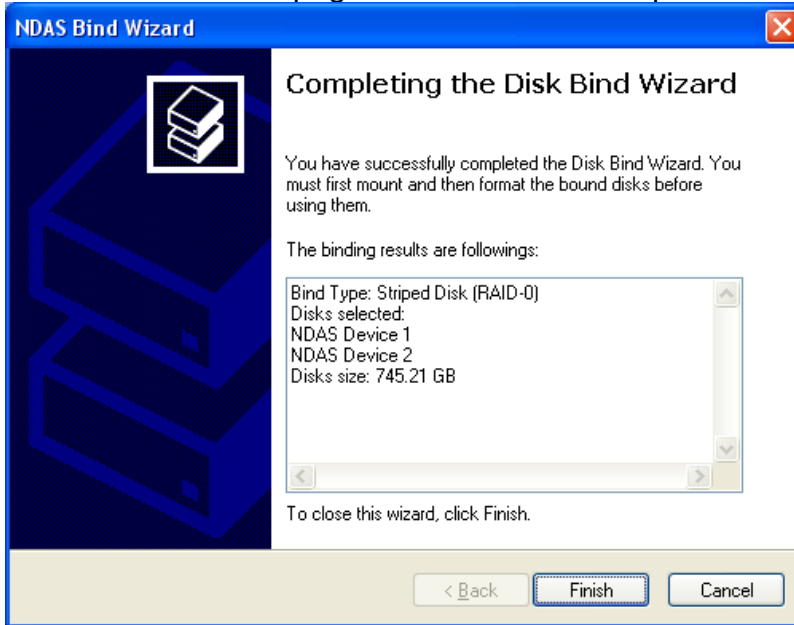 NDAS Bind Wizard
Completing the Disk Bind Wizard
You have successfully completed the Disk Bind Wizard. You
must first mount and then format the bound disks before
using them.
The binding results are followings:
Bind Type: Striped Disk (RAID-0)
Disks selected:
NDAS Device 1
NDAS Device 2
Disks size: 745.21 GB
To close this wizard, click Finish.
< Back
Finish
Cancel